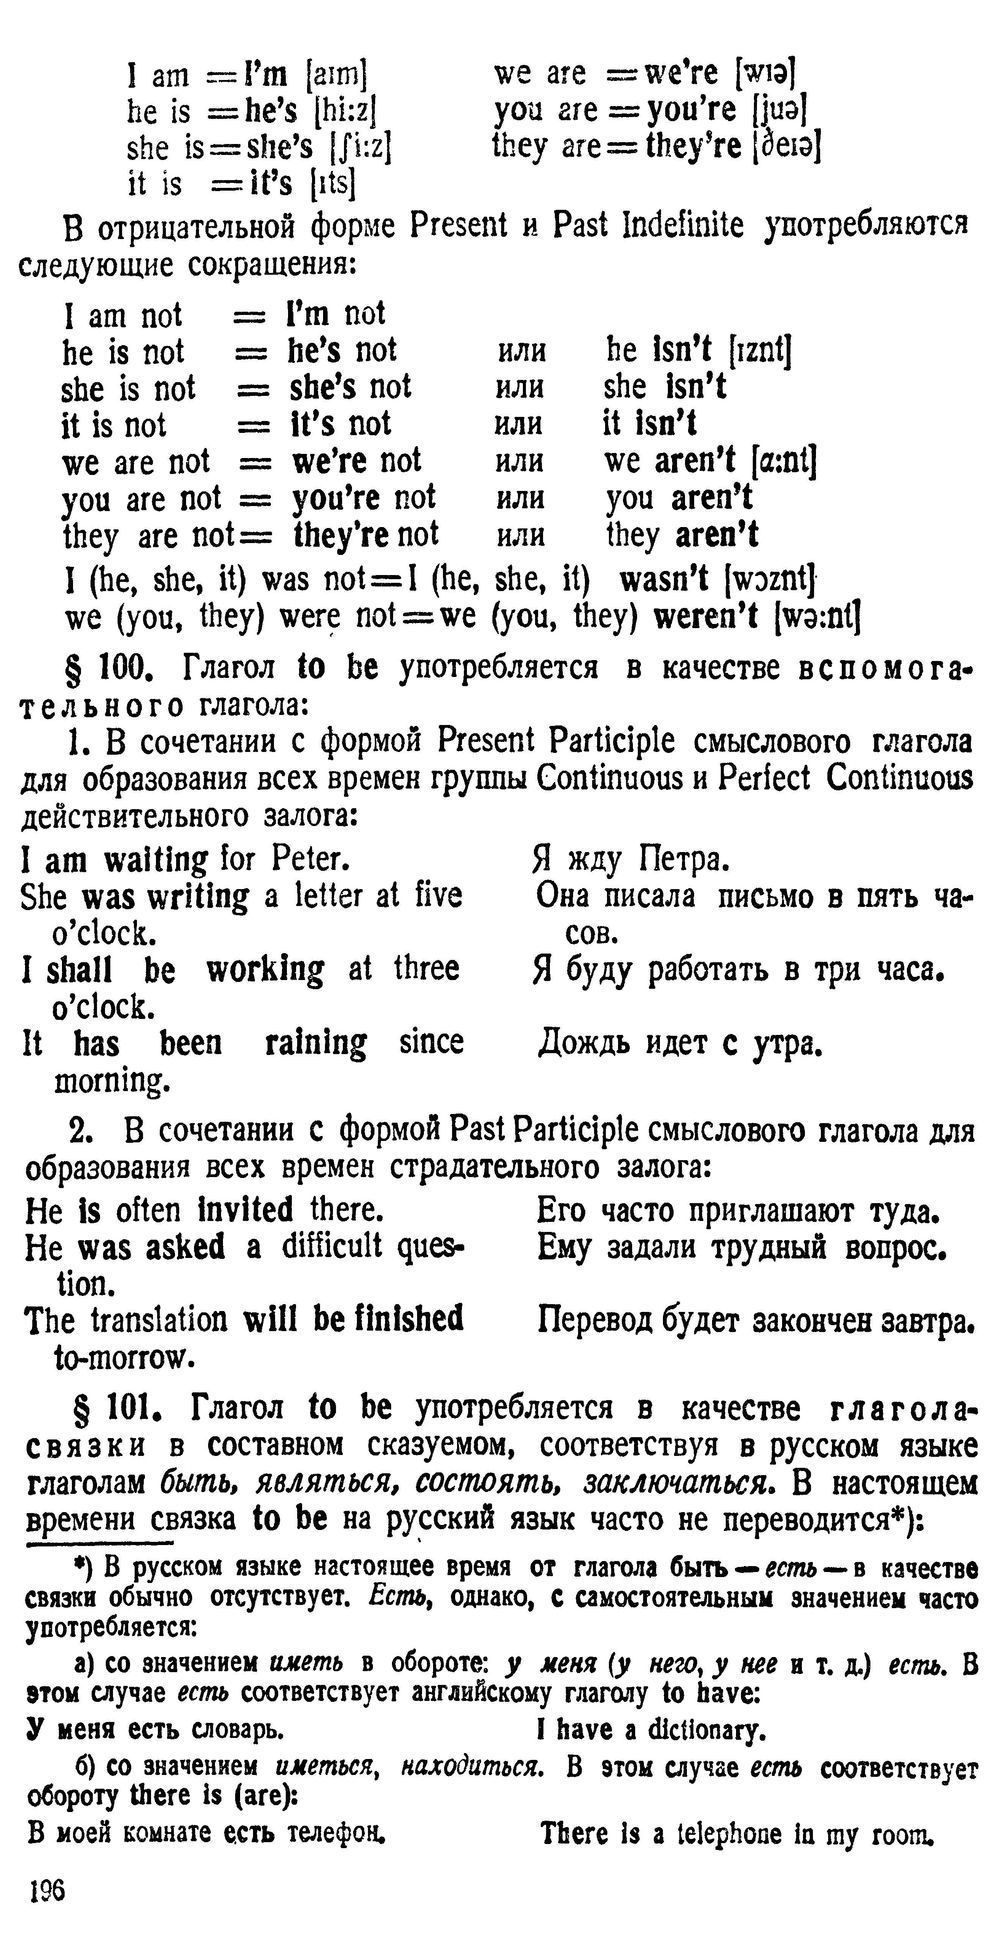 I am = I'm [aɪm] we are = we're [wɪə]
he is = he's [hi:z] you are = you're [juə]
she is = she's [ʃi:z] they are = they're [ðeɪə]
it is = it's [ɪts]
В отрицательной форме Present и Past Indefinite употребляются
следующие сокращения:
I am not = I'm not
he is not = he's not или he isn't [ɪznt]
she is not = she's not или she isn't
it is not = it's not или it isn't
we are not = we're not или we aren't [ɑ:nt]
you are not = you're not или you aren't
they are not = they're not или they aren't
I (he, she, it) was not = I (he, she, it) wasn't [wɔznt]
we (you, they) were not = we (you, they) weren't [wə:nt]
§ 100. Глагол to be употребляется в качестве вспомога-
тельного глагола:
1. В сочетании с формой Present Participle смыслового глагола
для образования всех времен группы Continuous и Perfect Continuous
действительного залога:
I am waiting for Peter. Я жду Петра.
She was writing a letter at five Она писала письмо в пять ча-
o'clock. сов.
I shall be working at three Я буду работать в три часа.
o'clock.
It has been raining since Дождь идет с утра.
morning.
2. В сочетании с формой Past Participle смыслового глагола для
образования всех времен страдательного залога:
He is often invited there. Его часто приглашают туда.
He was asked a difficult ques- Ему задали трудный вопрос.
tion.
The translation will be finished Перевод будет закончен завтра.
to-morrow.
§ 101. Глагол to be употребляется в качестве глагола-
связки в составном сказуемом, соответствуя в русском языке
глаголам быть, являться, состоять, заключаться. В настоящем
времени связка to be на русский язык часто не переводится*):
*) В русском языке настоящее время от глагола быть — есть — в качестве
связки обычно отсутствует. Есть, однако, с самостоятельным значением часто
употребляется:
а) со значением иметь в обороте: у меня (у него, у нее и т. д.) есть. В
этом случае есть соответствует английскому глаголу to have:
У меня есть словарь. I have a dictionary.
б) со значением иметься, находиться. В этом случае есть соответствует
обороту there is (are):
В моей комнате есть телефон. There is a telephone in my room.
196